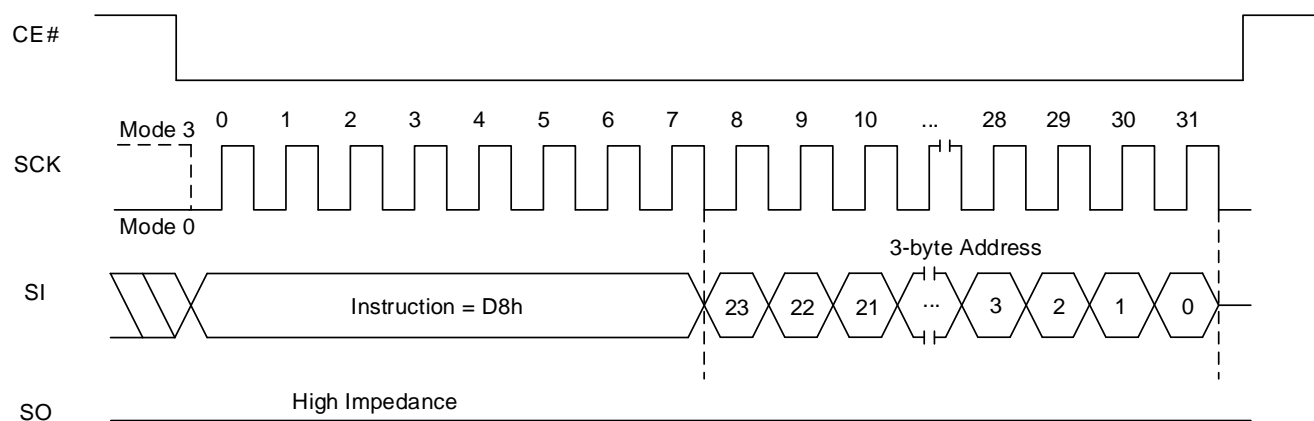 CE#
Mode 3
0 1 2 3 4 5 6 7 8 9 10 ... 28 29 30 31
SCK
Mode 0
3-byte Address
SI
Instruction = D8h
23 22 21 ... 3 2 1 0
High Impedance
SO